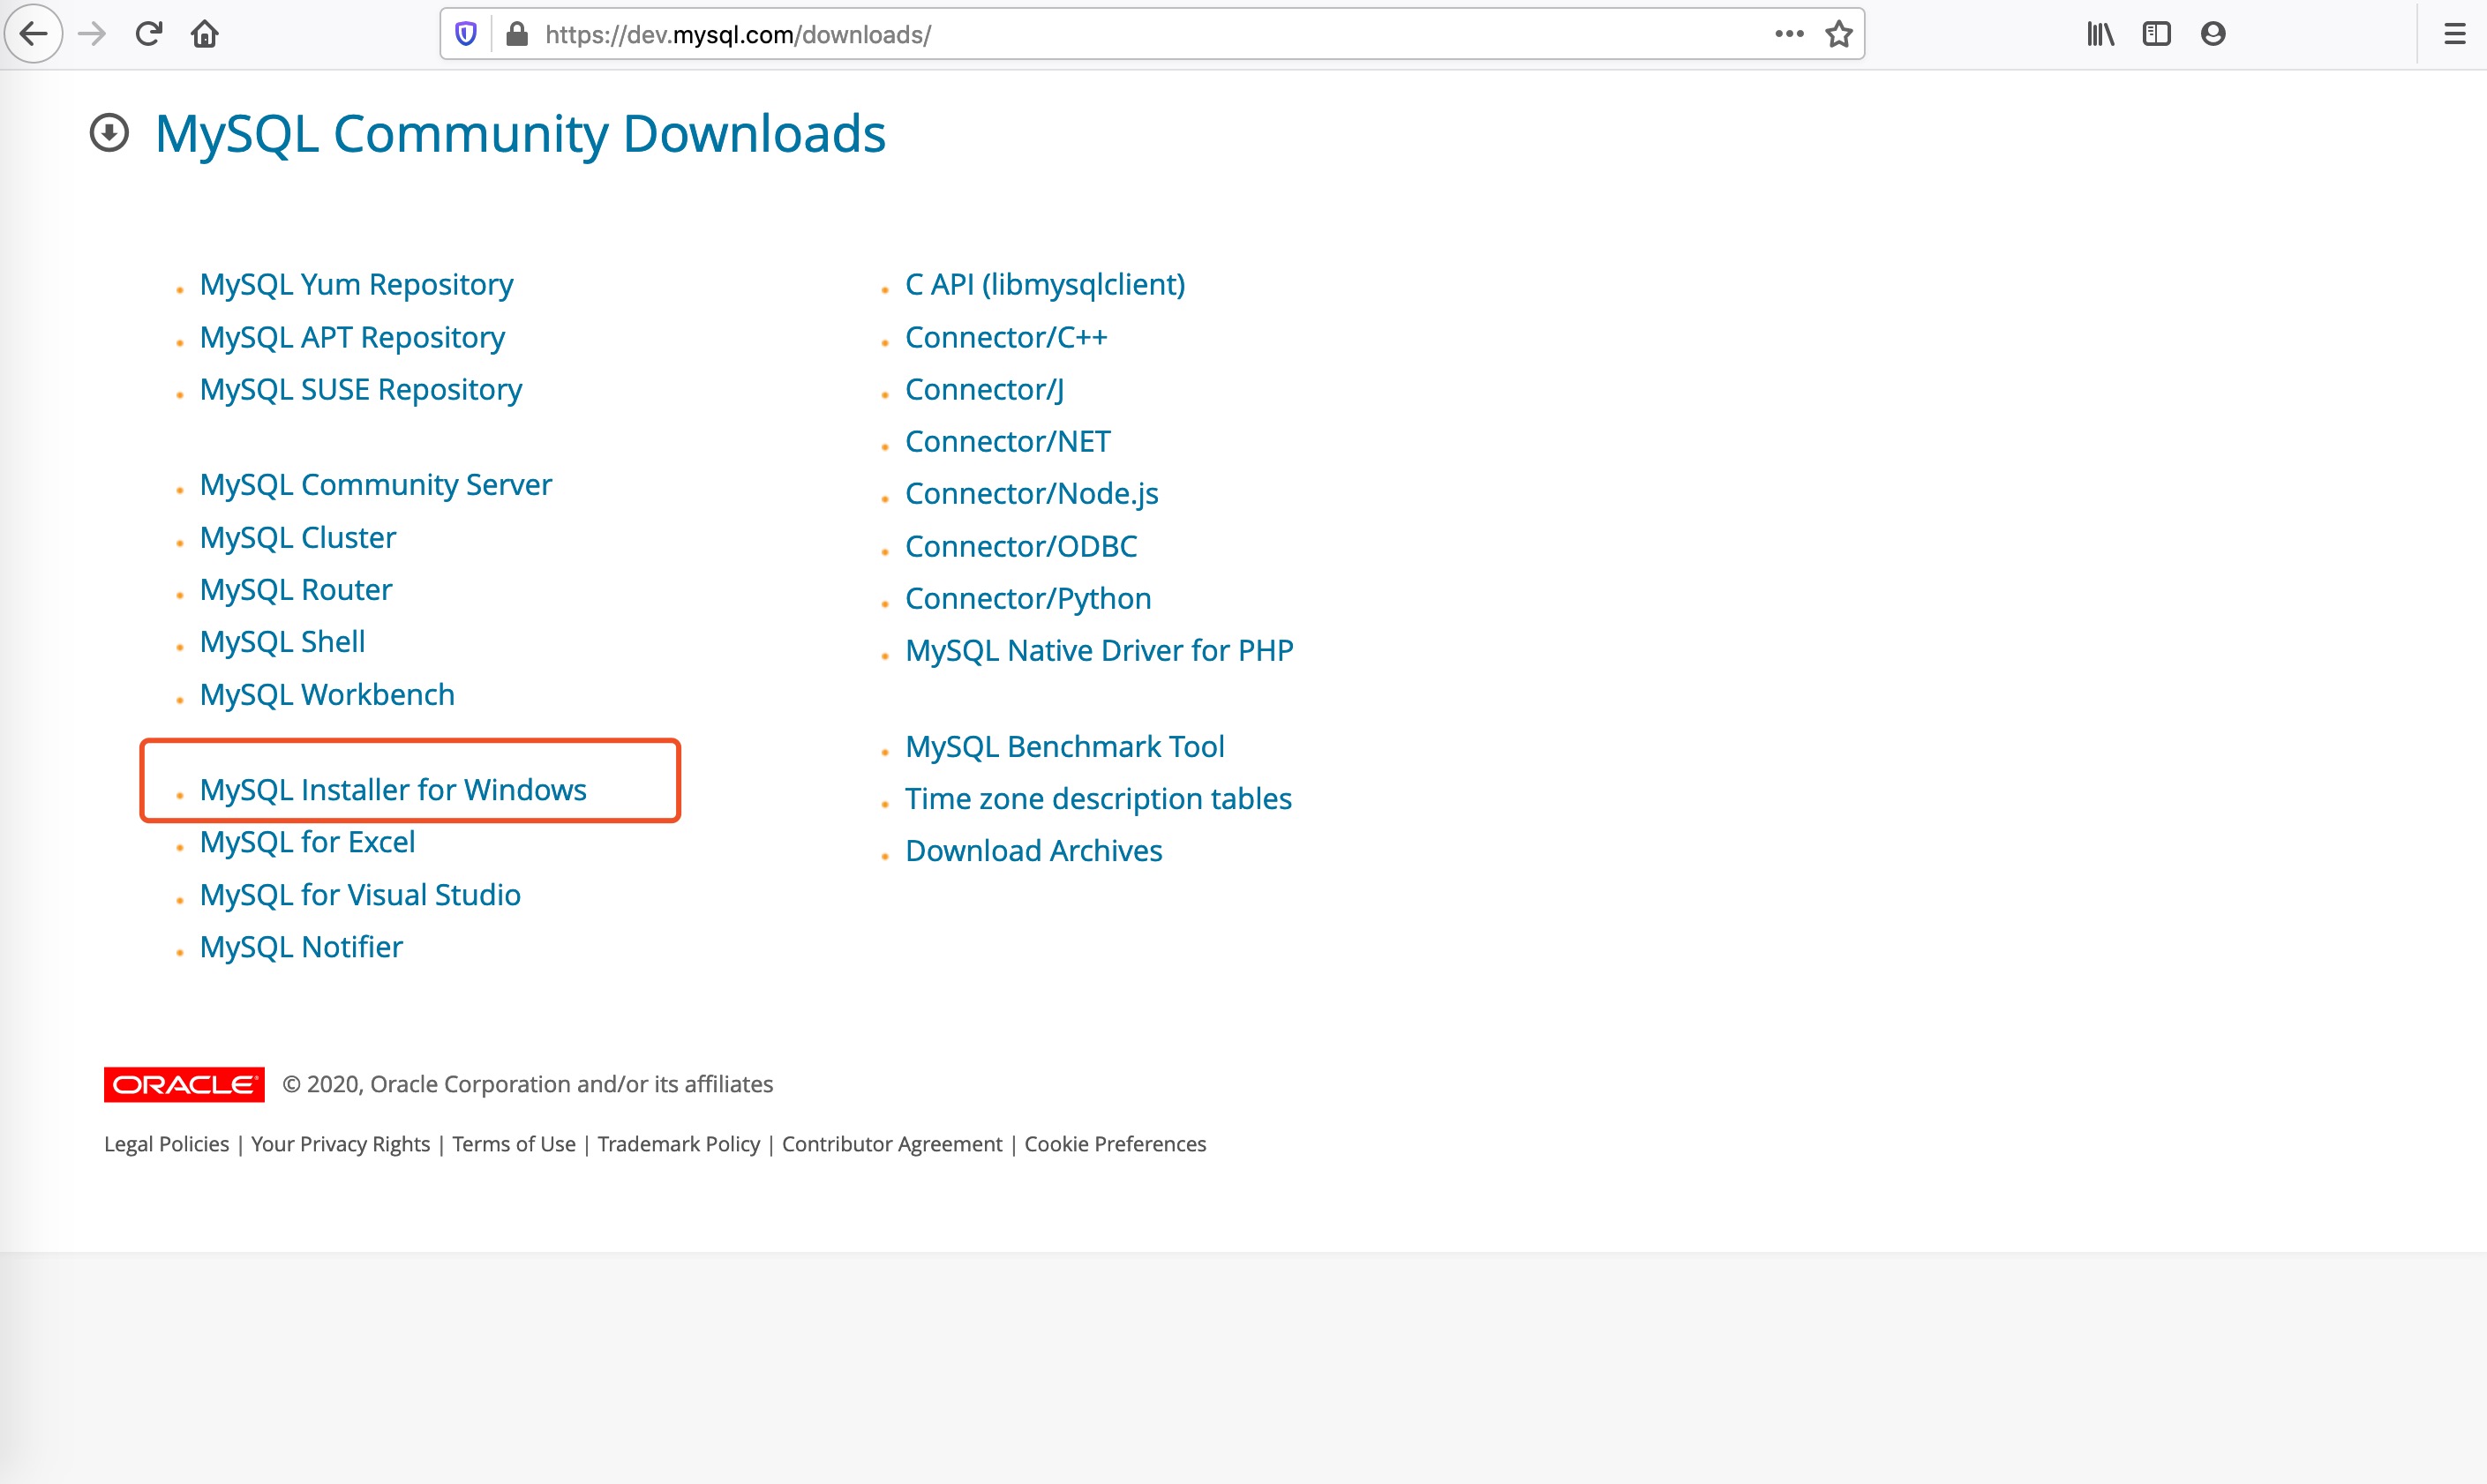 https://dev.mysql.com/downloads/
MySQL Community Downloads
MySQL Yum Repository
MySQL APT Repository
MySQL SUSE Repository
MySQL Community Server
MySQL Cluster
MySQL Router
MySQL Shell
MySQL Workbench
MySQL Installer for Windows
MySQL for Excel
MySQL for Visual Studio
MySQL Notifier
C API (libmysqlclient)
Connector/C++
Connector/J
Connector/NET
Connector/Node.js
Connector/ODBC
Connector/Python
MySQL Native Driver for PHP
MySQL Benchmark Tool
Time zone description tables
Download Archives
ORACLE © 2020, Oracle Corporation and/or its affiliates
Legal Policies | Your Privacy Rights | Terms of Use | Trademark Policy | Contributor Agreement | Cookie Preferences